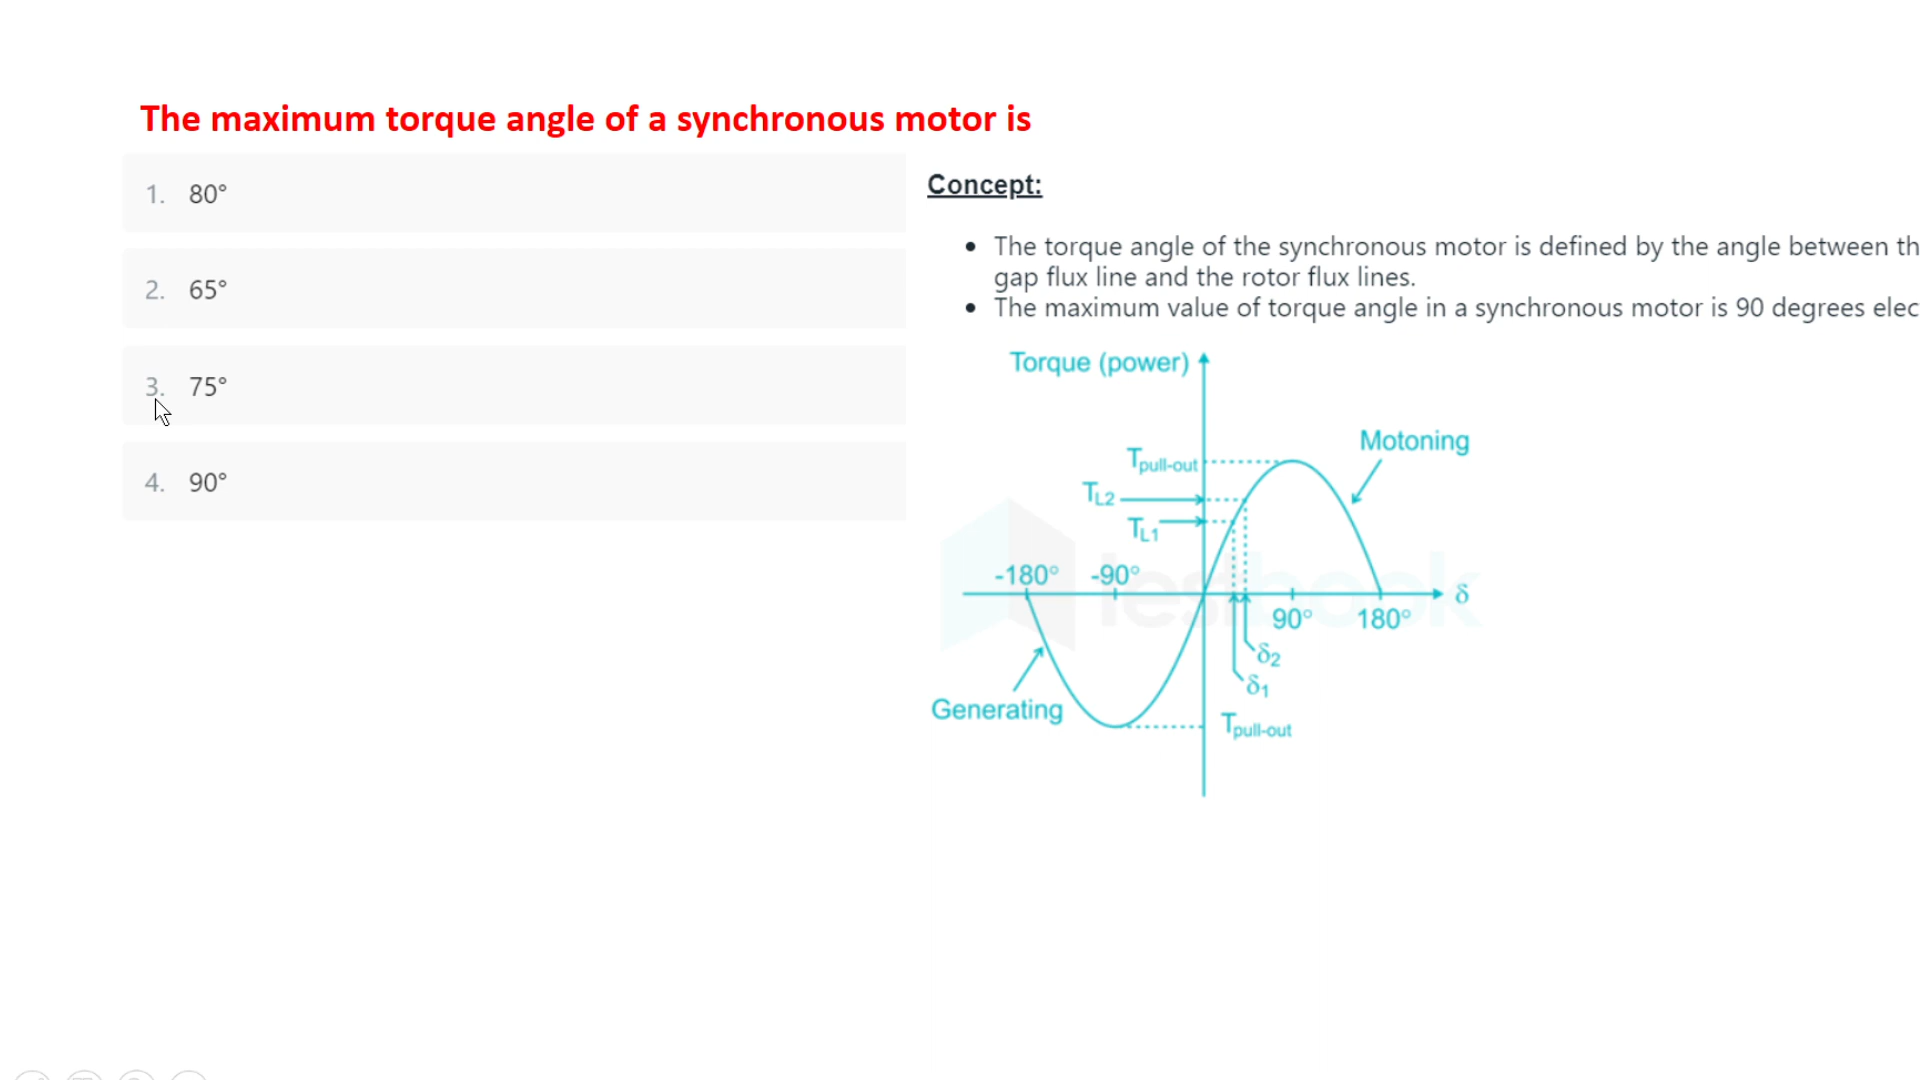 The maximum torque angle of a synchronous motor is
1. 80°
2. 65°
3. 75°
4. 90°
Concept:
• The torque angle of the synchronous motor is defined by the angle between th
gap flux line and the rotor flux lines.
• The maximum value of torque angle in a synchronous motor is 90 degrees elec
Torque (power)
Motoning
Tpull-out
TL2
TL1
testbook
-180° -90°
δ
90° 180°
δ2
δ1
Generating
Tpull-out